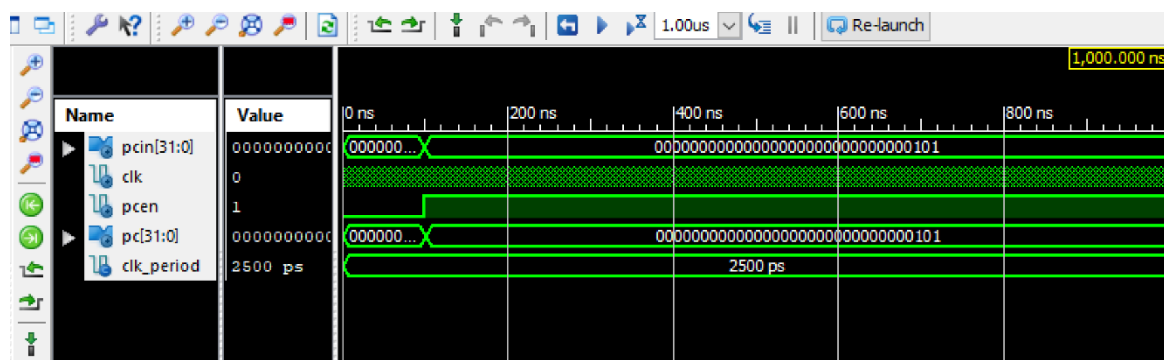 1.00us Re-launch
1,000.000 ns
Name Value 0 ns 200 ns 400 ns 600 ns 800 ns
pcin[31:0] 0000000000 000000... 00000000000000000000000000000101
clk 0
pcen 1
pc[31:0] 0000000000 000000... 00000000000000000000000000000101
clk_period 2500 ps 2500 ps